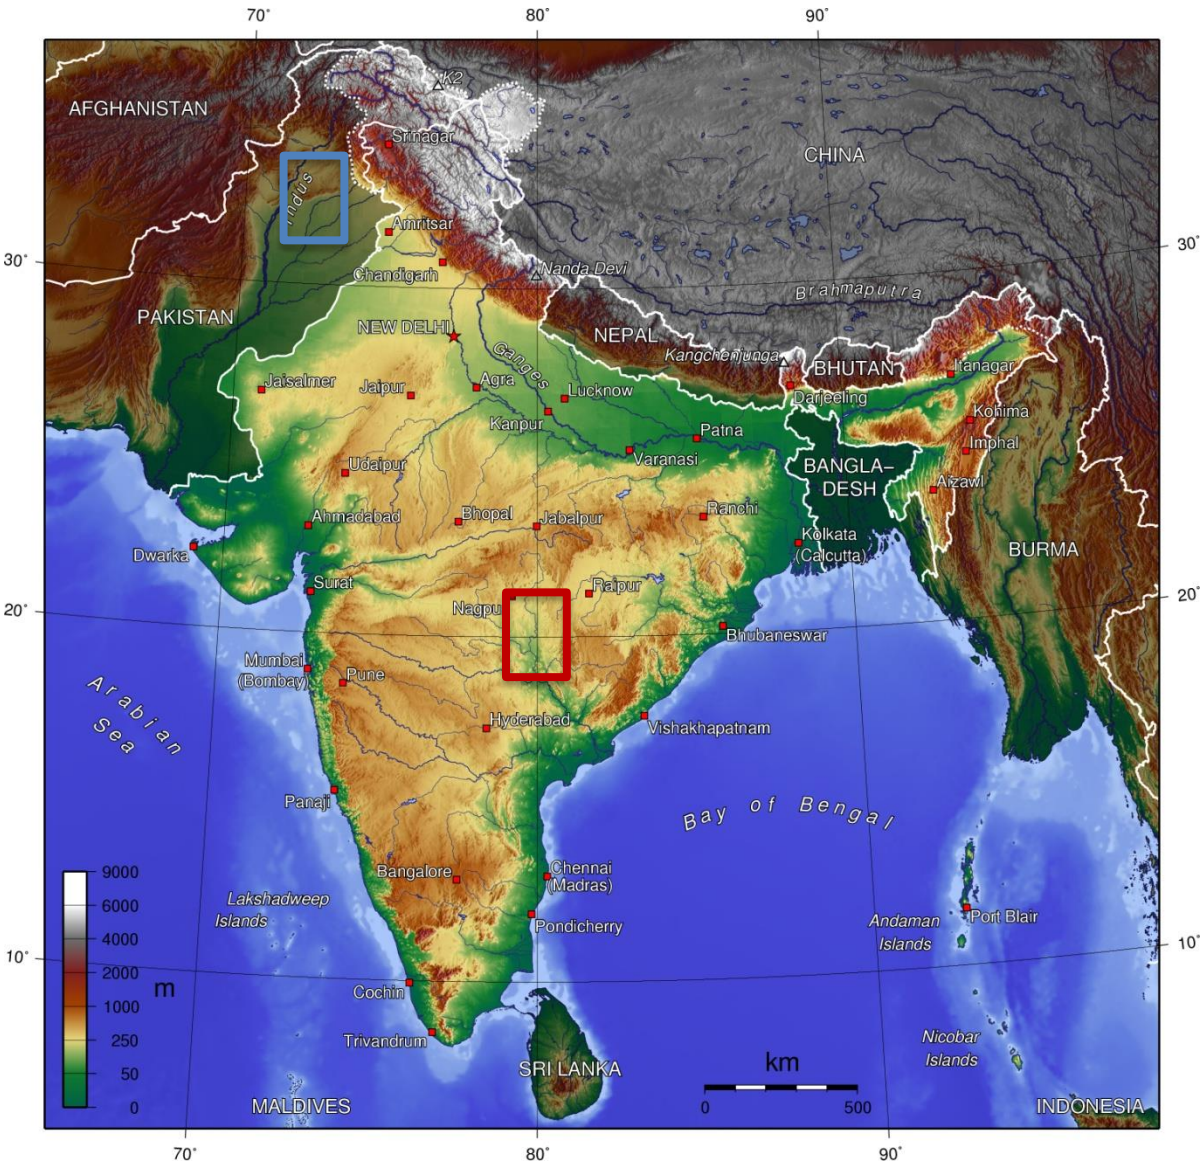 70°
80°
90°
K2
AFGHANISTAN
Srinagar
CHINA
Indus
Amritsar
30°
30°
Chandigarh
Nanda Devi
Brahmaputra
PAKISTAN
NEW DELHI
NEPAL
Ganges
Kangchenjunga
BHUTAN
Itanagar
Jaisalmer
Jaipur
Agra
Lucknow
Darjeeling
Kanpur
Kohima
Patna
Imphal
Varanasi
Udaipur
BANGLA–
DESH
Aizawl
Ahmadabad
Bhopal
Jabalpur
Ranchi
Kolkata
(Calcutta)
BURMA
Dwarka
Surat
Raipur
20°
Nagpu
20°
Bhubaneswar
Mumbai
(Bombay)
Pune
Arabian
Sea
Hyderabad
Vishakhapatnam
Panaji
Bay of Bengal
9000
6000
4000
2000
1000
250
50
0
m
Bangalore
Chennai
(Madras)
Lakshadweep
Islands
Pondicherry
Andaman
Islands
Port Blair
10°
10°
Cochin
Trivandrum
Nicobar
Islands
SRI LANKA
km
0
500
MALDIVES
INDONESIA
70°
80°
90°